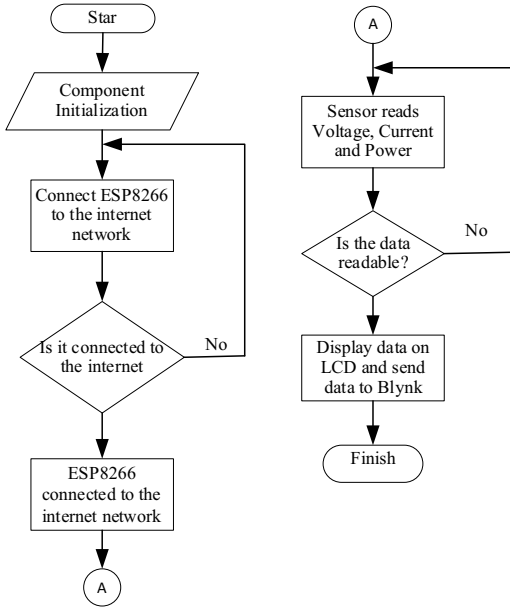 Star
Component
Initialization
Connect ESP8266
to the internet
network
Is it connected to
the internet
No
ESP8266
connected to the
internet network
A
A
Sensor reads
Voltage, Current
and Power
Is the data
readable?
No
Display data on
LCD and send
data to Blynk
Finish